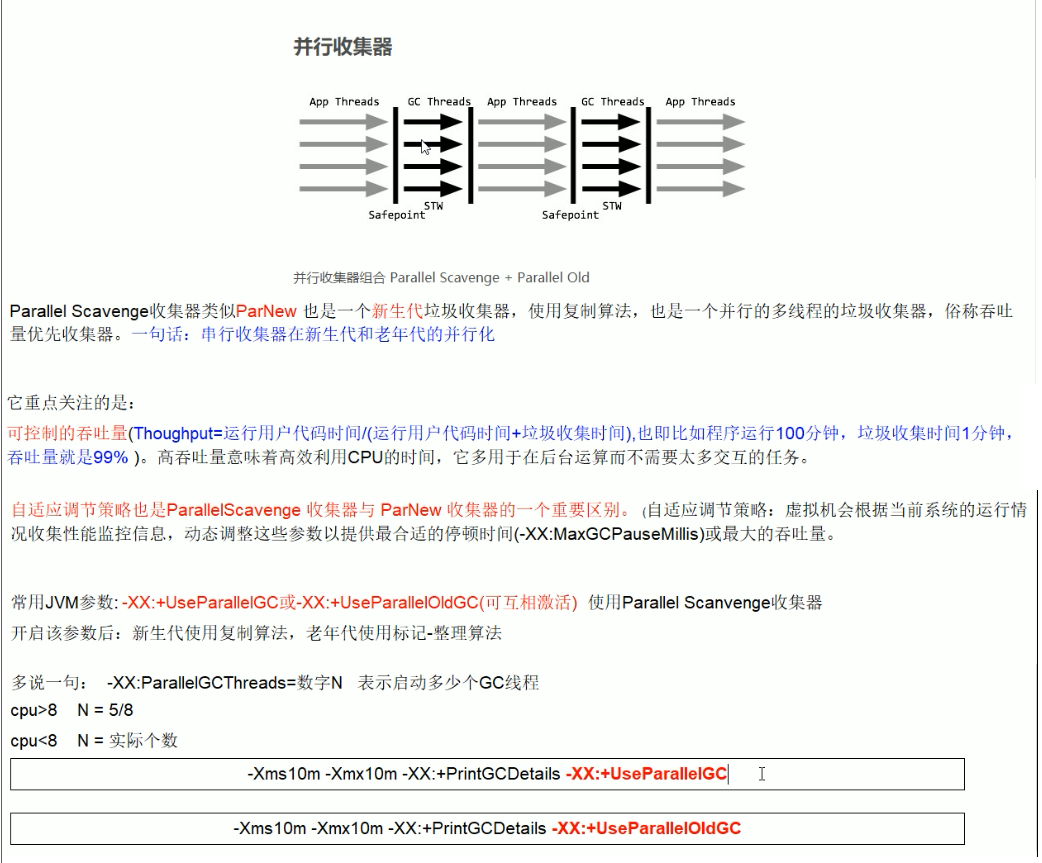 并行收集器
App Threads GC Threads App Threads GC Threads App Threads
STW STW
Safepoint Safepoint
并行收集器组合 Parallel Scavenge + Parallel Old
Parallel Scavenge收集器类似ParNew 也是一个新生代垃圾收集器，使用复制算法，也是一个并行的多线程的垃圾收集器，俗称吞吐
量优先收集器。一句话：串行收集器在新生代和老年代的并行化
它重点关注的是：
可控制的吞吐量(Thoughput=运行用户代码时间/(运行用户代码时间+垃圾收集时间),也即比如程序运行100分钟，垃圾收集时间1分钟，
吞吐量就是99% )。高吞吐量意味着高效利用CPU的时间，它多用于在后台运算而不需要太多交互的任务。
自适应调节策略也是ParallelScavenge 收集器与 ParNew 收集器的一个重要区别。（自适应调节策略：虚拟机会根据当前系统的运行情
况收集性能监控信息，动态调整这些参数以提供最合适的停顿时间(-XX:MaxGCPauseMillis)或最大的吞吐量。
常用JVM参数: -XX:+UseParallelGC或-XX:+UseParallelOldGC(可互相激活) 使用Parallel Scanvenge收集器
开启该参数后：新生代使用复制算法，老年代使用标记-整理算法
多说一句： -XX:ParallelGCThreads=数字N 表示启动多少个GC线程
cpu>8 N = 5/8
cpu<8 N = 实际个数
-Xms10m -Xmx10m -XX:+PrintGCDetails -XX:+UseParallelGC
-Xms10m -Xmx10m -XX:+PrintGCDetails -XX:+UseParallelOldGC